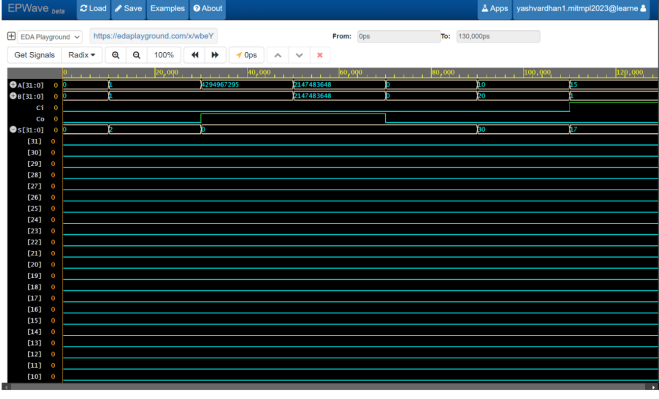 EPWave beta Load Save Examples About Apps yashvardhan1.mitmpl2023@learne
EDA Playground https://edaplayground.com/x/wbeY From: 0ps To: 130,000ps
Get Signals Radix 100% 0ps
0 20,000 40,000 60,000 80,000 100,000 120,000
A[31:0] 0 0 1 4294967295 2147483648 0 10 15
B[31:0] 0 0 1 2147483648 0 20 1
Ci 0
Co 0
S[31:0] 0 0 2 0 30 17
[31] 0
[30] 0
[29] 0
[28] 0
[27] 0
[26] 0
[25] 0
[24] 0
[23] 0
[22] 0
[21] 0
[20] 0
[19] 0
[18] 0
[17] 0
[16] 0
[15] 0
[14] 0
[13] 0
[12] 0
[11] 0
[10] 0